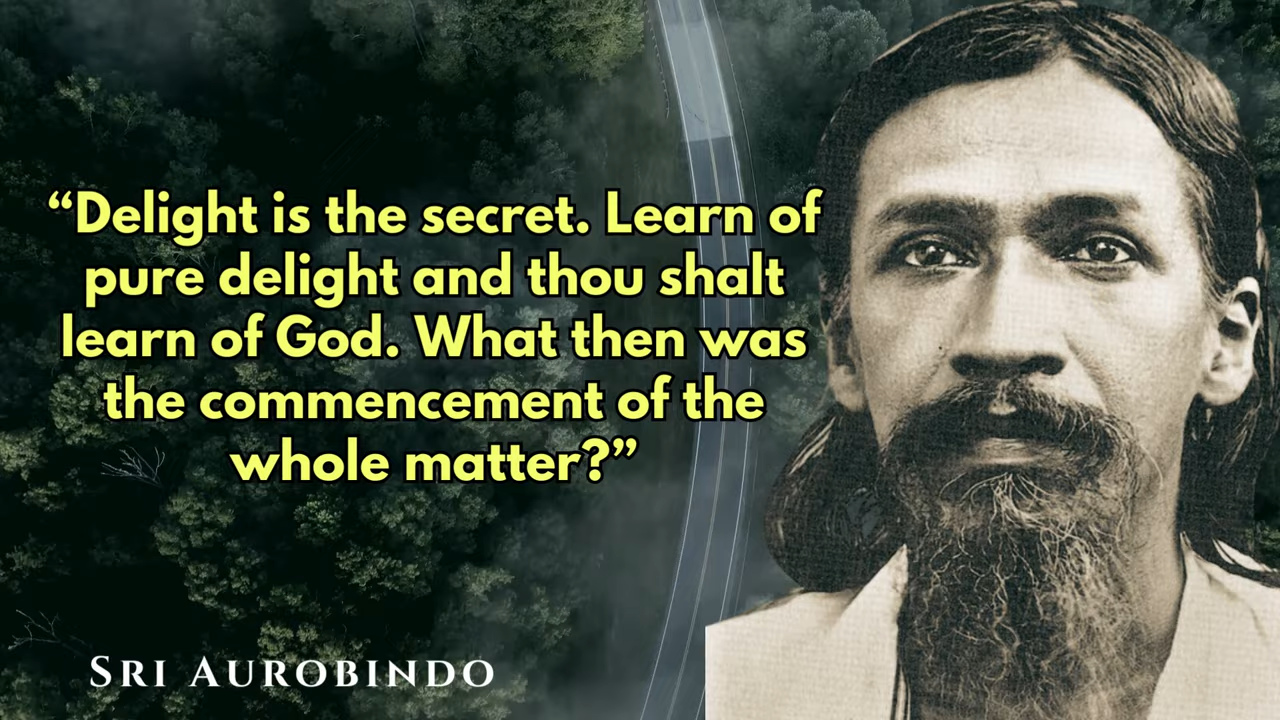 “Delight is the secret. Learn of
pure delight and thou shalt
learn of God. What then was
the commencement of the
whole matter?”
SRI AUROBINDO